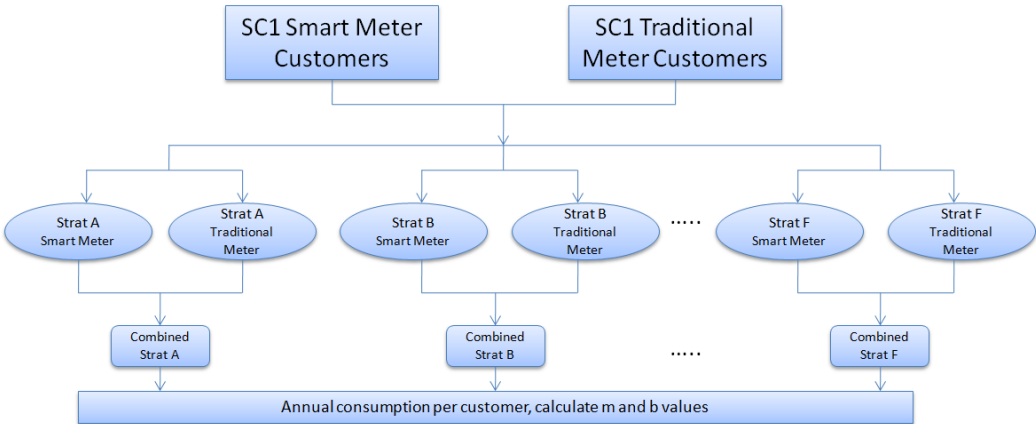 SC1 Smart Meter
Customers
SC1 Traditional
Meter Customers
Strat A
Smart Meter
Strat A
Traditional
Meter
Strat B
Smart Meter
Strat B
Traditional
Meter
.....
Strat F
Smart Meter
Strat F
Traditional
Meter
Combined
Strat A
Combined
Strat B
.....
Combined
Strat F
Annual consumption per customer, calculate m and b values